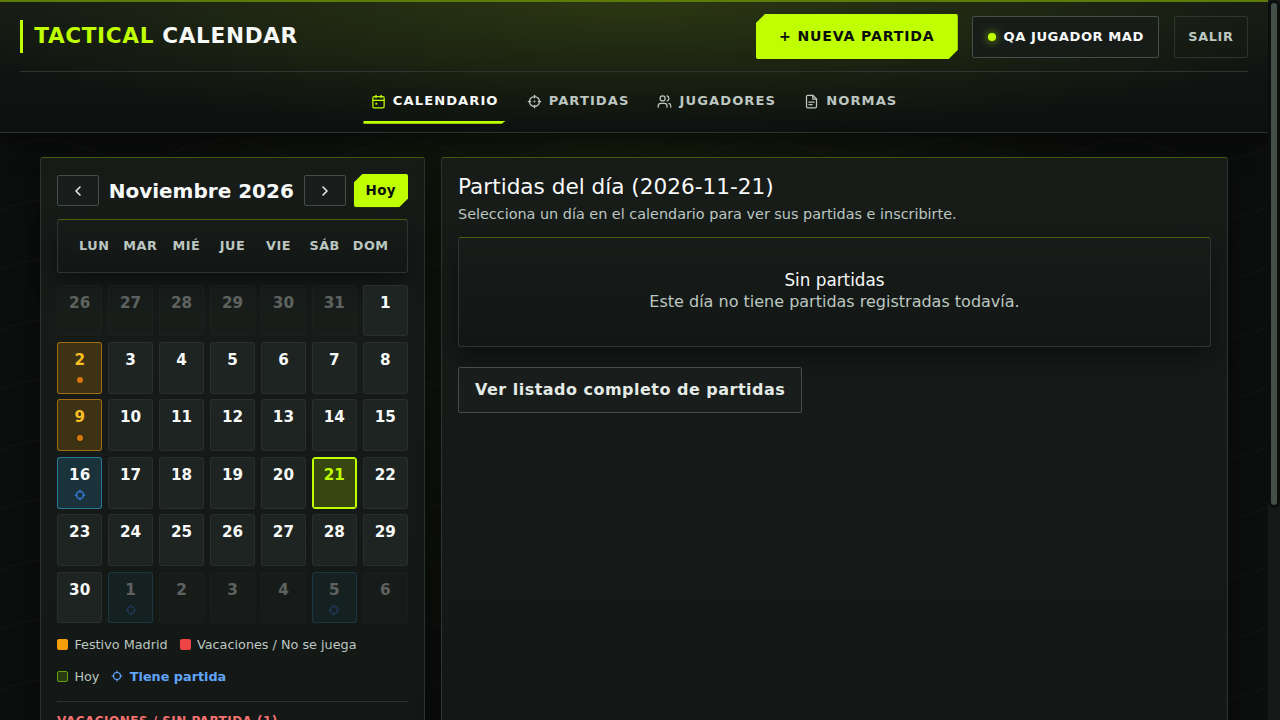 TACTICAL CALENDAR
+ NUEVA PARTIDA
QA JUGADOR MAD
SALIR
CALENDARIO
PARTIDAS
JUGADORES
NORMAS
Noviembre 2026
Hoy
LUN MAR MIÉ JUE VIE SÁB DOM
26 27 28 29 30 31 1
2 3 4 5 6 7 8
9 10 11 12 13 14 15
16 17 18 19 20 21 22
23 24 25 26 27 28 29
30 1 2 3 4 5 6
Festivo Madrid
Vacaciones / No se juega
Hoy
Tiene partida
VACACIONES / SIN PARTIDA (1)
Partidas del día (2026-11-21)
Selecciona un día en el calendario para ver sus partidas e inscribirte.
Sin partidas
Este día no tiene partidas registradas todavía.
Ver listado completo de partidas